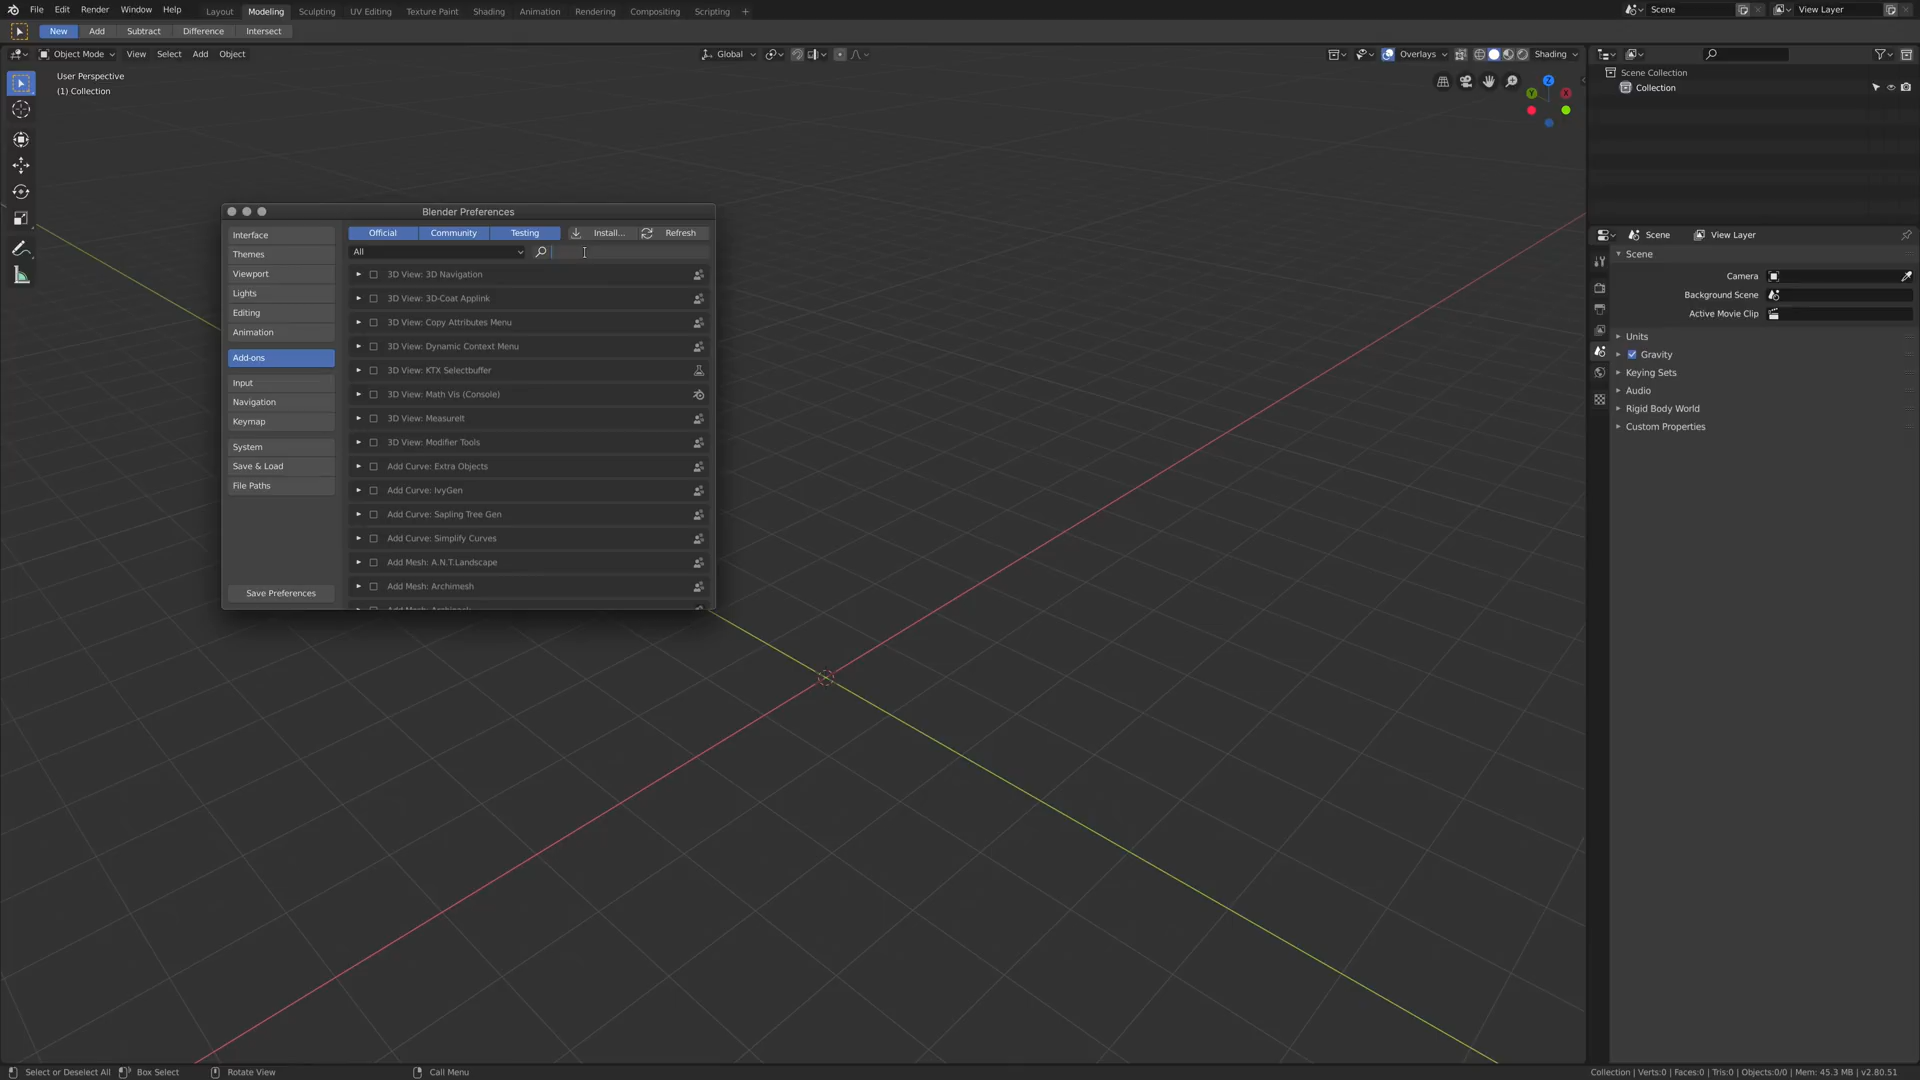 File Edit Render Window Help Layout Modeling Sculpting UV Editing Texture Paint Shading Animation Rendering Compositing Scripting + Scene View Layer
New Add Subtract Difference Intersect
Object Mode View Select Add Object Global Overlays Shading
User Perspective
(1) Collection
Z
Y X
Scene Collection
Collection
Blender Preferences
Interface
Themes
Viewport
Lights
Editing
Animation
Add-ons
Input
Navigation
Keymap
System
Save & Load
File Paths
Save Preferences
Official Community Testing Install... Refresh
All
3D View: 3D Navigation
3D View: 3D-Coat Applink
3D View: Copy Attributes Menu
3D View: Dynamic Context Menu
3D View: KTX Selectbuffer
3D View: Math Vis (Console)
3D View: MeasureIt
3D View: Modifier Tools
Add Curve: Extra Objects
Add Curve: IvyGen
Add Curve: Sapling Tree Gen
Add Curve: Simplify Curves
Add Mesh: A.N.T.Landscape
Add Mesh: Archimesh
Scene View Layer
Scene
Camera
Background Scene
Active Movie Clip
Units
Gravity
Keying Sets
Audio
Rigid Body World
Custom Properties
Select or Deselect All Box Select Rotate View Call Menu Collection | Verts:0 | Faces:0 | Tris:0 | Objects:0/0 | Mem: 45.3 MB | v2.80.51